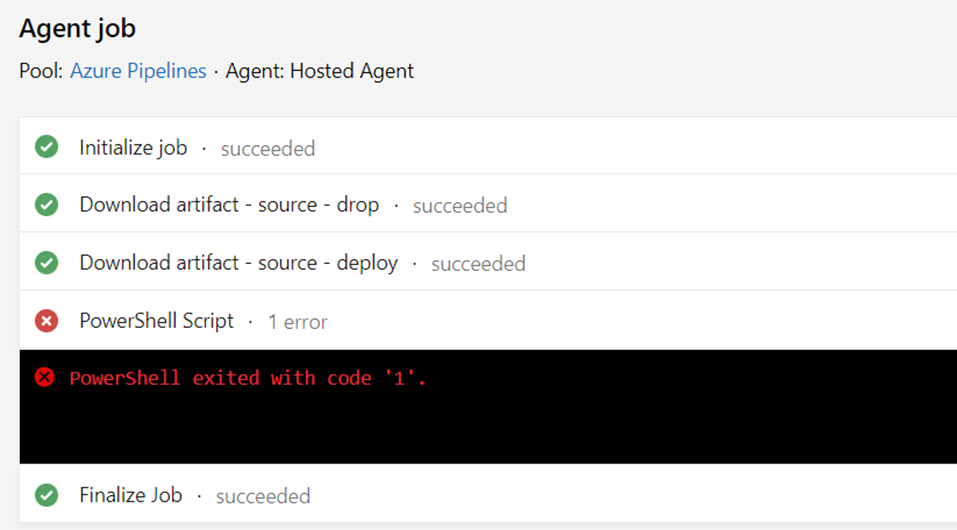 Agent job
Pool: Azure Pipelines · Agent: Hosted Agent
Initialize job · succeeded
Download artifact - source - drop · succeeded
Download artifact - source - deploy · succeeded
PowerShell Script · 1 error
PowerShell exited with code '1'.
Finalize Job · succeeded